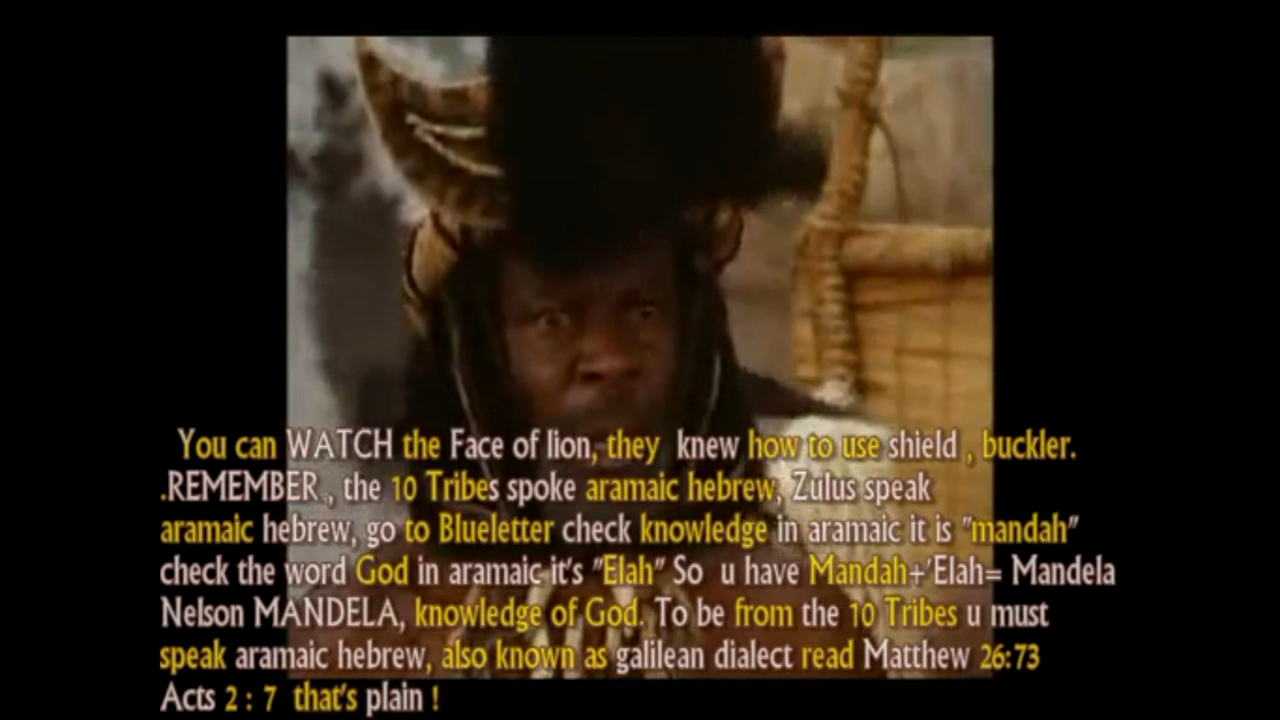 You can WATCH the Face of lion, they knew how to use shield , buckler.
.REMEMBER , the 10 Tribes spoke aramaic hebrew, Zulus speak
aramaic hebrew, go to Blueletter check knowledge in aramaic it is "mandah"
check the word God in aramaic it's "Elah" So u have Mandah+'Elah= Mandela
Nelson MANDELA, knowledge of God. To be from the 10 Tribes u must
speak aramaic hebrew, also known as galilean dialect read Matthew 26:73
Acts 2 : 7 that's plain !